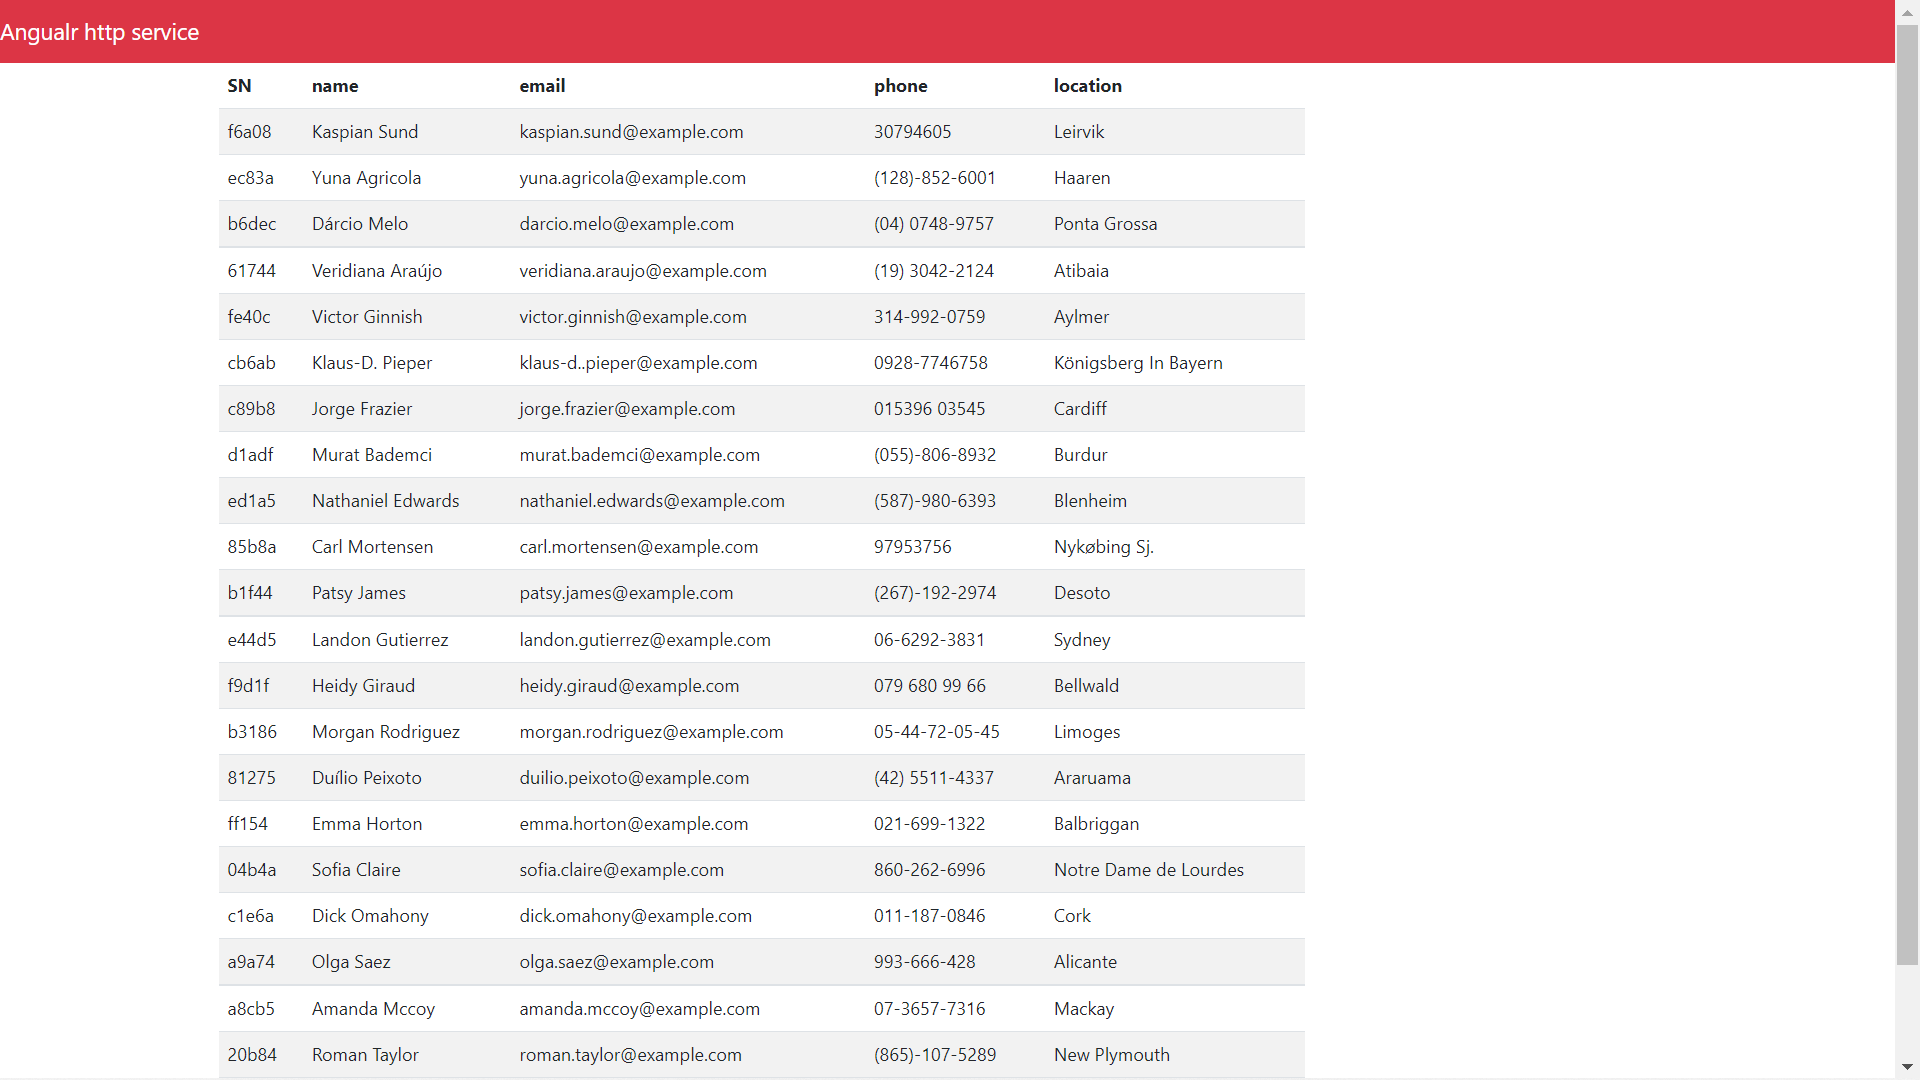 Angualr http service
SN name email phone location
f6a08 Kaspian Sund kaspian.sund@example.com 30794605 Leirvik
ec83a Yuna Agricola yuna.agricola@example.com (128)-852-6001 Haaren
b6dec Dárcio Melo darcio.melo@example.com (04) 0748-9757 Ponta Grossa
61744 Veridiana Araújo veridiana.araujo@example.com (19) 3042-2124 Atibaia
fe40c Victor Ginnish victor.ginnish@example.com 314-992-0759 Aylmer
cb6ab Klaus-D. Pieper klaus-d..pieper@example.com 0928-7746758 Königsberg In Bayern
c89b8 Jorge Frazier jorge.frazier@example.com 015396 03545 Cardiff
d1adf Murat Bademci murat.bademci@example.com (055)-806-8932 Burdur
ed1a5 Nathaniel Edwards nathaniel.edwards@example.com (587)-980-6393 Blenheim
85b8a Carl Mortensen carl.mortensen@example.com 97953756 Nykøbing Sj.
b1f44 Patsy James patsy.james@example.com (267)-192-2974 Desoto
e44d5 Landon Gutierrez landon.gutierrez@example.com 06-6292-3831 Sydney
f9d1f Heidy Giraud heidy.giraud@example.com 079 680 99 66 Bellwald
b3186 Morgan Rodriguez morgan.rodriguez@example.com 05-44-72-05-45 Limoges
81275 Duílio Peixoto duilio.peixoto@example.com (42) 5511-4337 Araruama
ff154 Emma Horton emma.horton@example.com 021-699-1322 Balbriggan
04b4a Sofia Claire sofia.claire@example.com 860-262-6996 Notre Dame de Lourdes
c1e6a Dick Omahony dick.omahony@example.com 011-187-0846 Cork
a9a74 Olga Saez olga.saez@example.com 993-666-428 Alicante
a8cb5 Amanda Mccoy amanda.mccoy@example.com 07-3657-7316 Mackay
20b84 Roman Taylor roman.taylor@example.com (865)-107-5289 New Plymouth